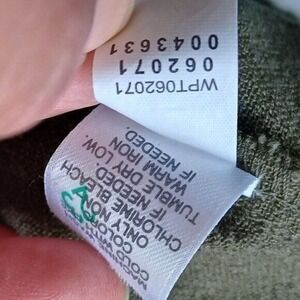 ONLY NON
CHLORINE BLEACH
IF NEEDED.
TUMBLE DRY LOW.
WARM IRON
IF NEEDED.
WPT062071
062071
0043631